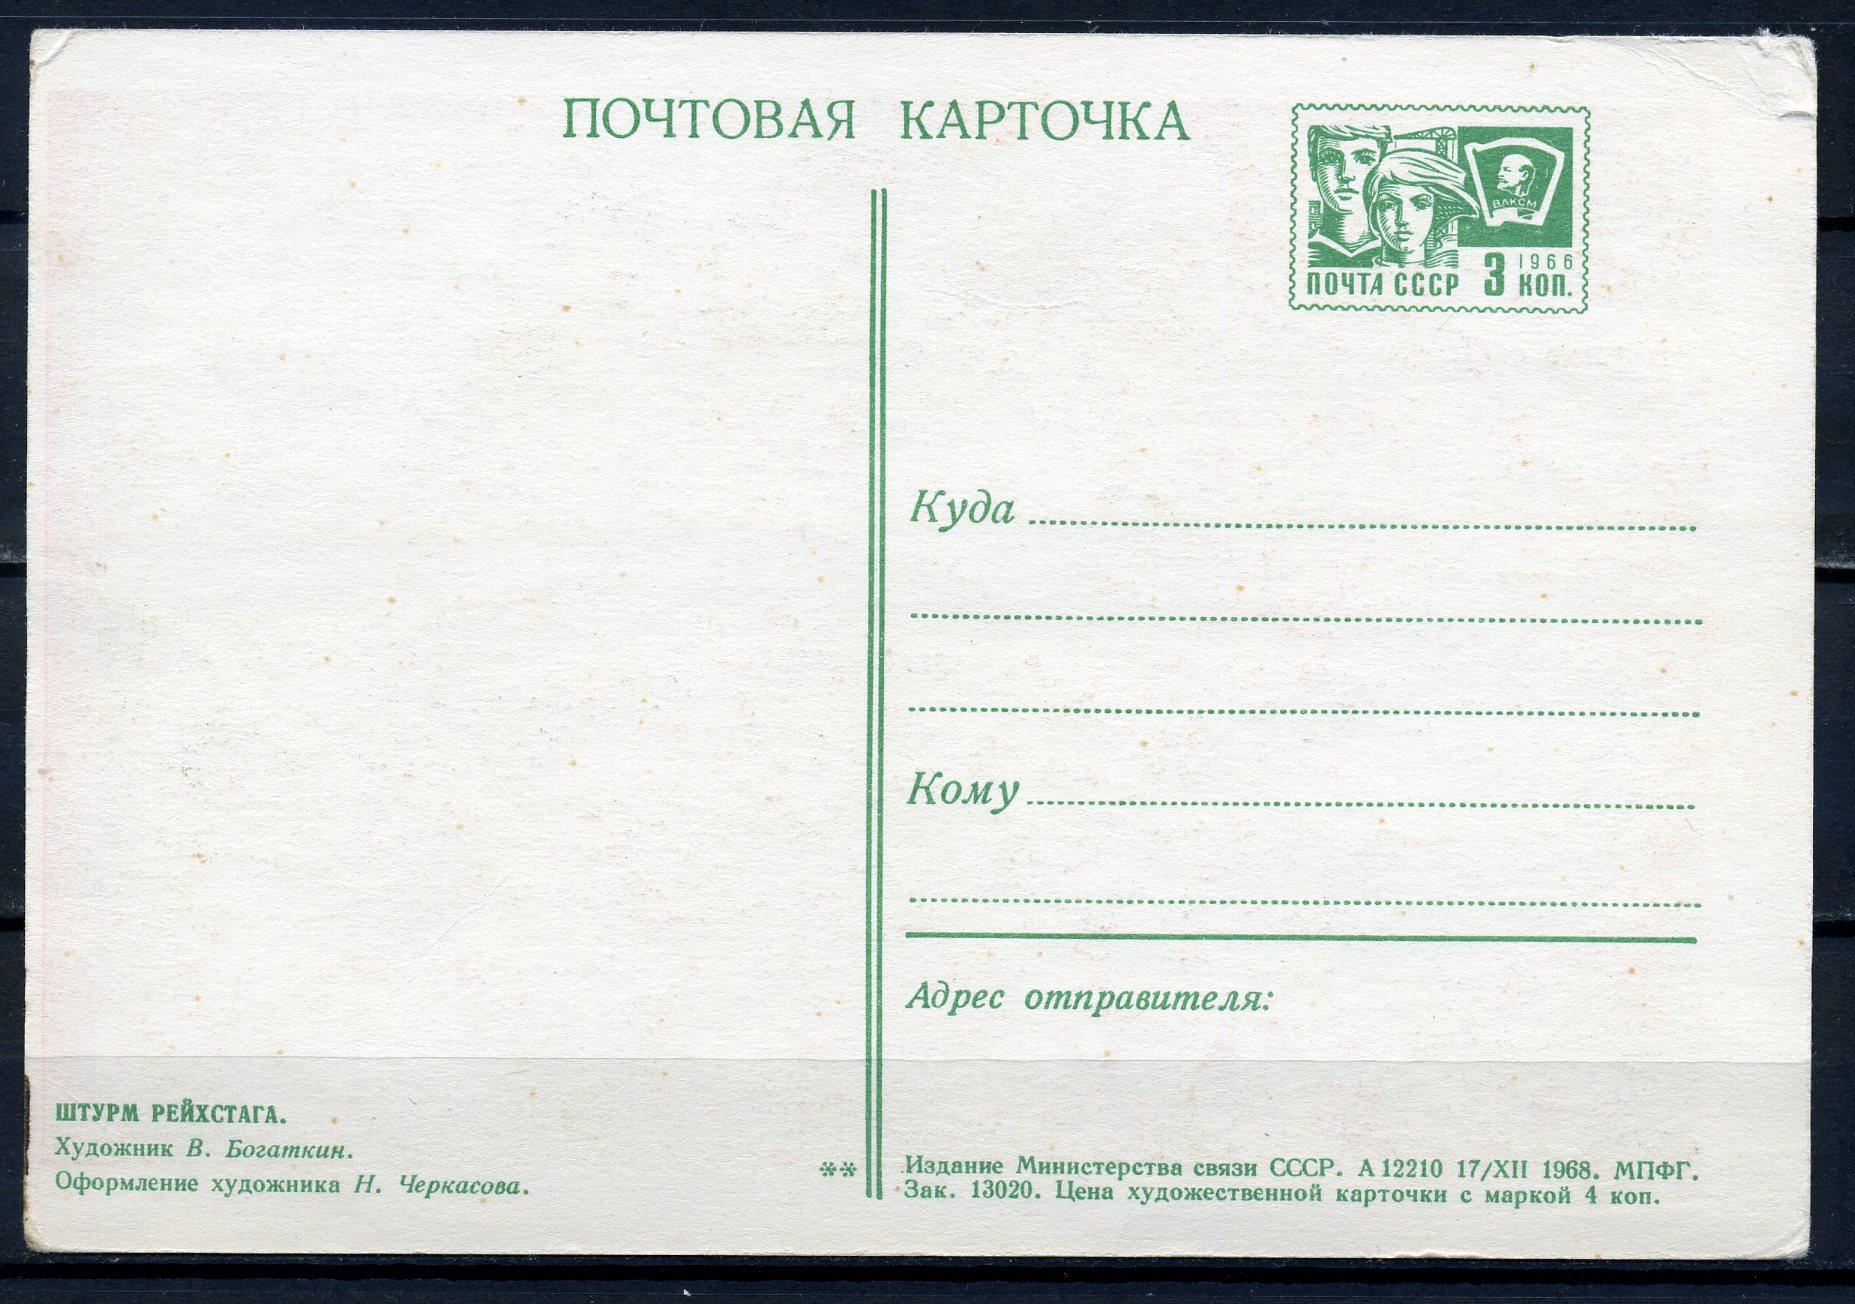 ПОЧТОВАЯ КАРТОЧКА
ВЛКСМ
1966
ПОЧТА СССР 3 КОП.
Куда
Кому
Адрес отправителя:
ШТУРМ РЕЙХСТАГА.
Художник В. Богаткин.
Оформление художника Н. Черкасова.
**
Издание Министерства связи СССР. А 12210 17/XII 1968. МПФГ.
Зак. 13020. Цена художественной карточки с маркой 4 коп.